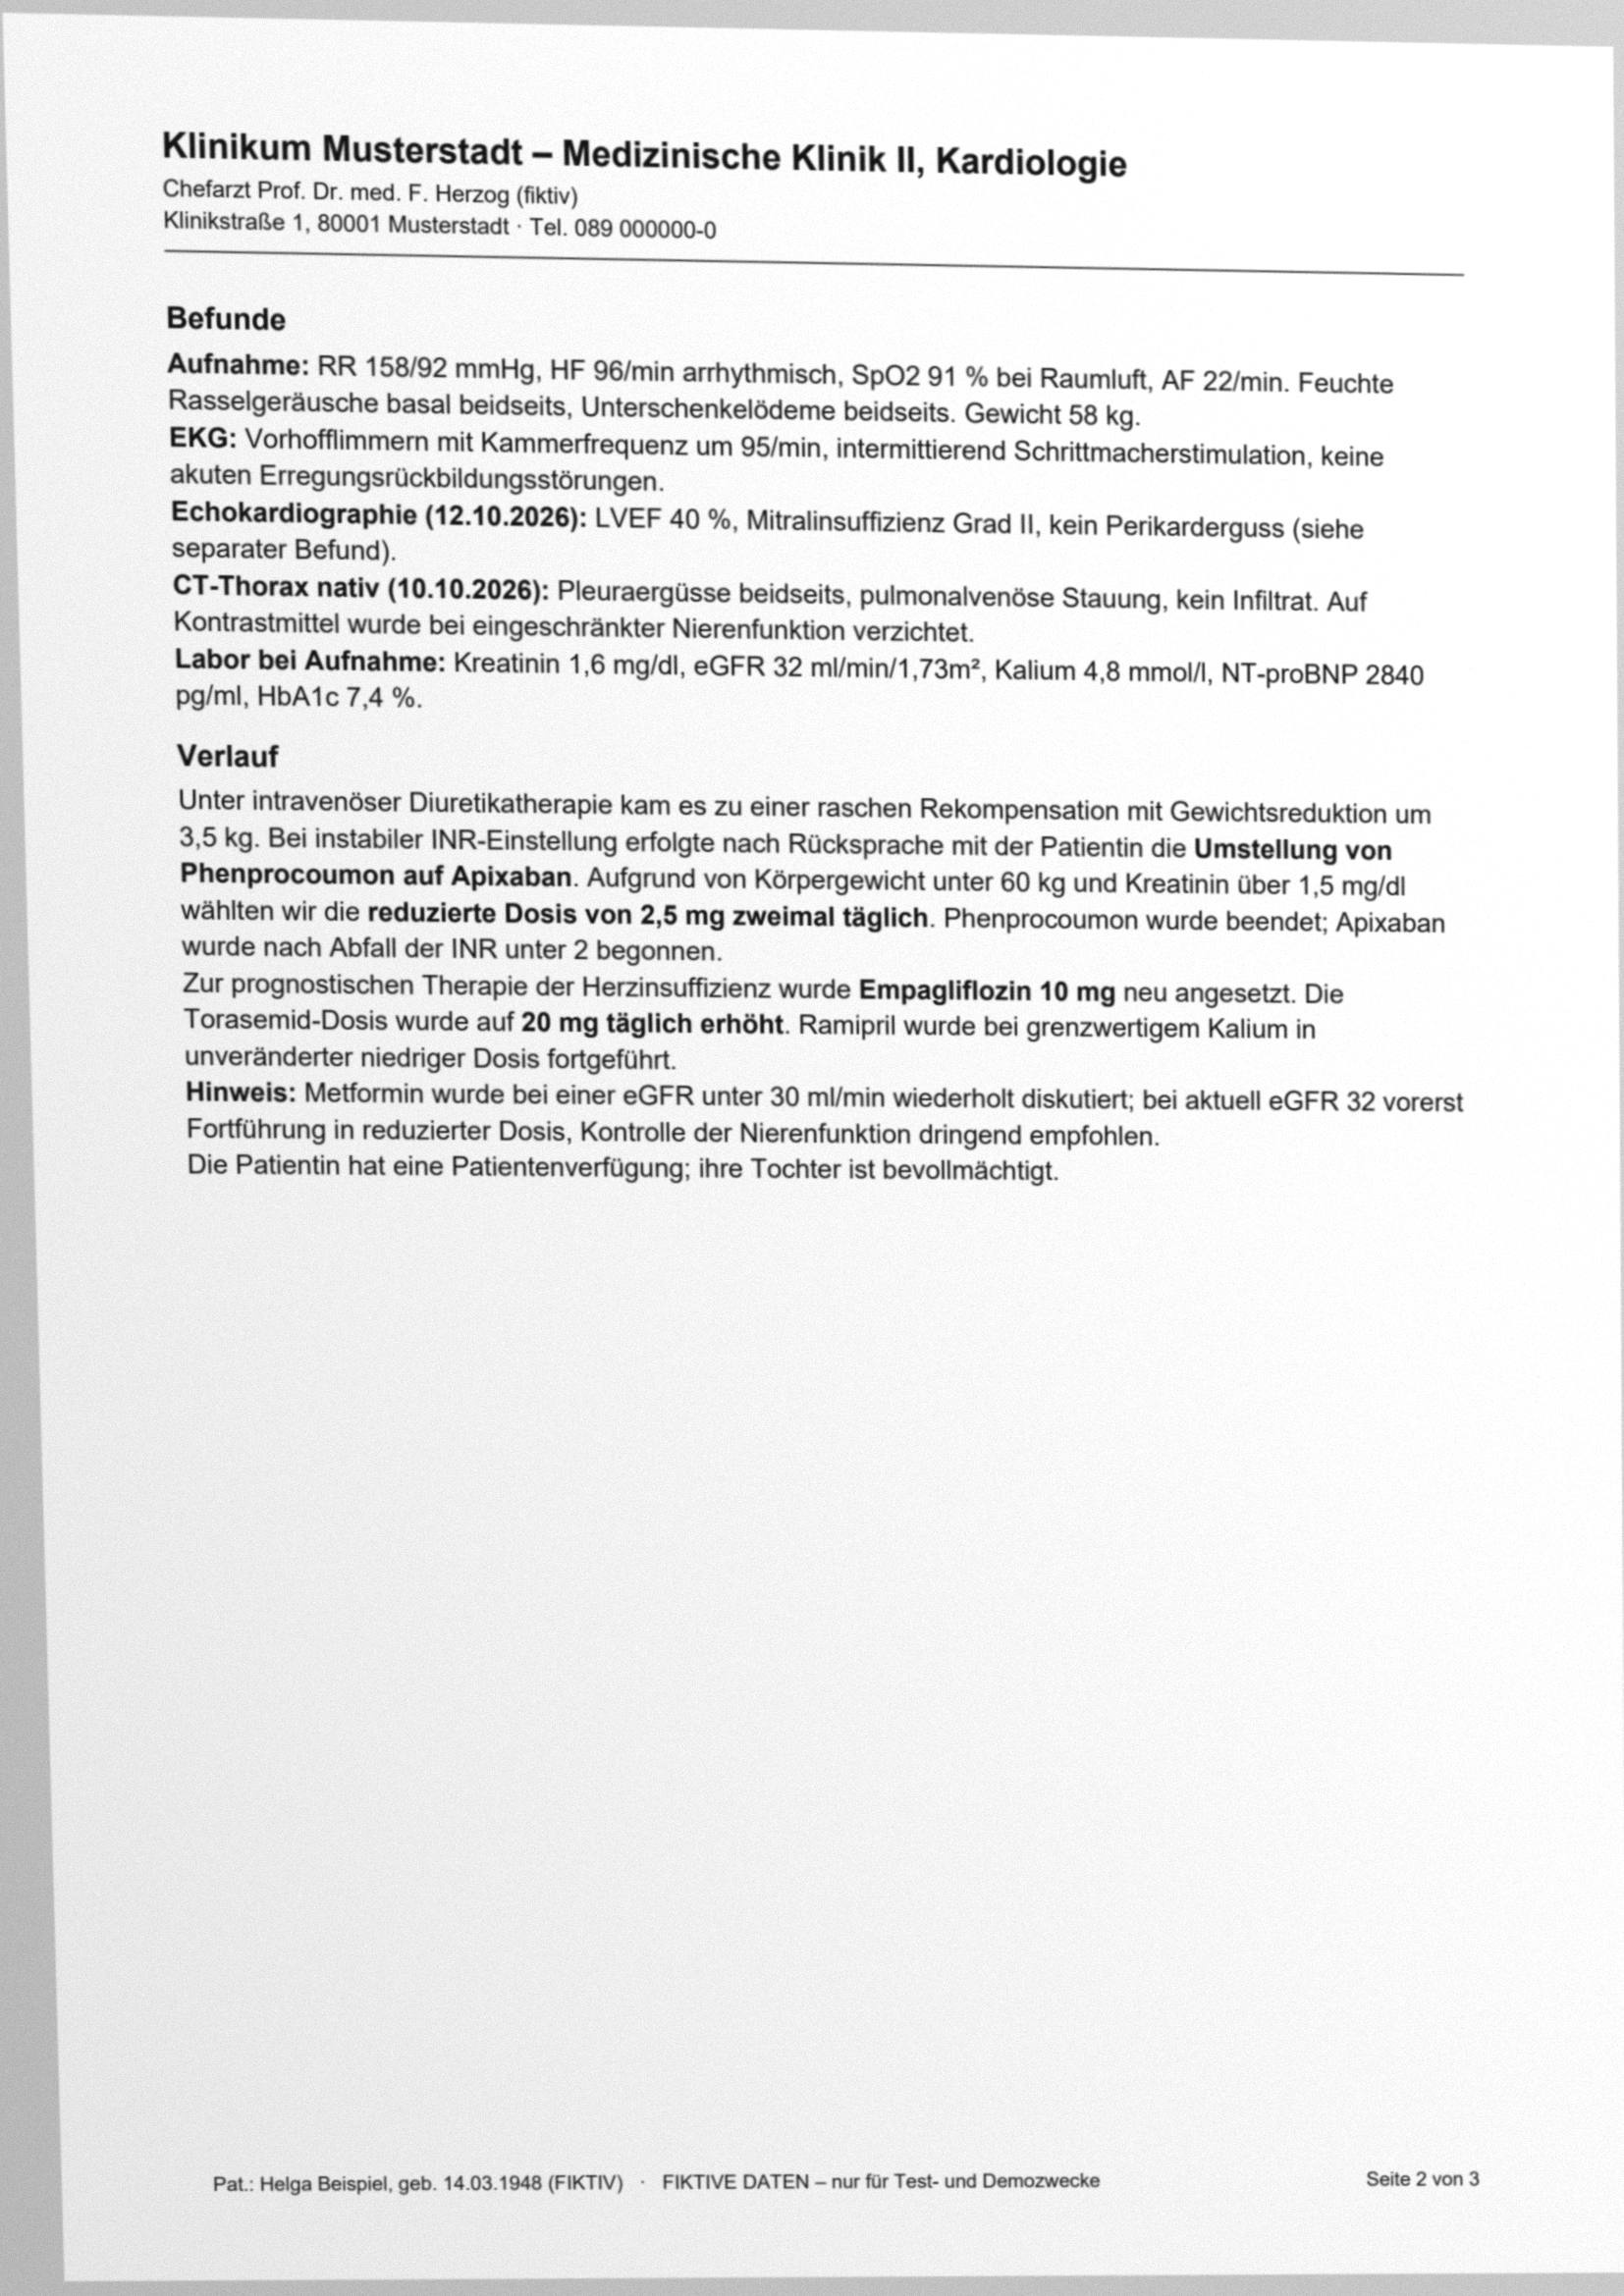 Klinikum Musterstadt – Medizinische Klinik II, Kardiologie
Chefarzt Prof. Dr. med. F. Herzog (fiktiv)
Klinikstraße 1, 80001 Musterstadt · Tel. 089 000000-0
Befunde
Aufnahme: RR 158/92 mmHg, HF 96/min arrhythmisch, SpO2 91 % bei Raumluft, AF 22/min. Feuchte
Rasselgeräusche basal beidseits, Unterschenkelödeme beidseits. Gewicht 58 kg.
EKG: Vorhofflimmern mit Kammerfrequenz um 95/min, intermittierend Schrittmacherstimulation, keine
akuten Erregungsrückbildungsstörungen.
Echokardiographie (12.10.2026): LVEF 40 %, Mitralinsuffizienz Grad II, kein Perikarderguss (siehe
separater Befund).
CT-Thorax nativ (10.10.2026): Pleuraergüsse beidseits, pulmonalvenöse Stauung, kein Infiltrat. Auf
Kontrastmittel wurde bei eingeschränkter Nierenfunktion verzichtet.
Labor bei Aufnahme: Kreatinin 1,6 mg/dl, eGFR 32 ml/min/1,73m², Kalium 4,8 mmol/l, NT-proBNP 2840
pg/ml, HbA1c 7,4 %.
Verlauf
Unter intravenöser Diuretikatherapie kam es zu einer raschen Rekompensation mit Gewichtsreduktion um
3,5 kg. Bei instabiler INR-Einstellung erfolgte nach Rücksprache mit der Patientin die Umstellung von
Phenprocoumon auf Apixaban. Aufgrund von Körpergewicht unter 60 kg und Kreatinin über 1,5 mg/dl
wählten wir die reduzierte Dosis von 2,5 mg zweimal täglich. Phenprocoumon wurde beendet; Apixaban
wurde nach Abfall der INR unter 2 begonnen.
Zur prognostischen Therapie der Herzinsuffizienz wurde Empagliflozin 10 mg neu angesetzt. Die
Torasemid-Dosis wurde auf 20 mg täglich erhöht. Ramipril wurde bei grenzwertigem Kalium in
unveränderter niedriger Dosis fortgeführt.
Hinweis: Metformin wurde bei einer eGFR unter 30 ml/min wiederholt diskutiert; bei aktuell eGFR 32 vorerst
Fortführung in reduzierter Dosis, Kontrolle der Nierenfunktion dringend empfohlen.
Die Patientin hat eine Patientenverfügung; ihre Tochter ist bevollmächtigt.
Pat.: Helga Beispiel, geb. 14.03.1948 (FIKTIV) · FIKTIVE DATEN – nur für Test- und Demozwecke Seite 2 von 3